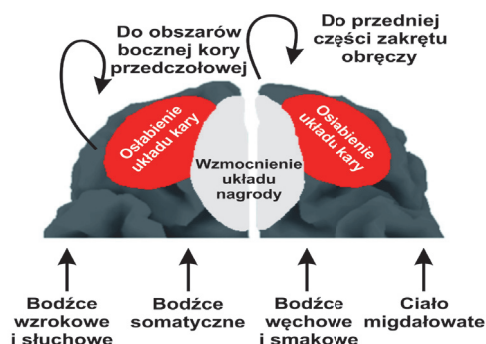 Do obszarów
bocznej kory
przedczołowej
Do przedniej
części zakrętu
obręczy
Osłabienie
układu kary
Wzmocnienie
układu
nagrody
Osłabienie
układu kary
Bodźce
wzrokowe
i słuchowe
Bodźce
somatyczne
Bodźce
węchowe
i smakowe
Ciało
migdałowate